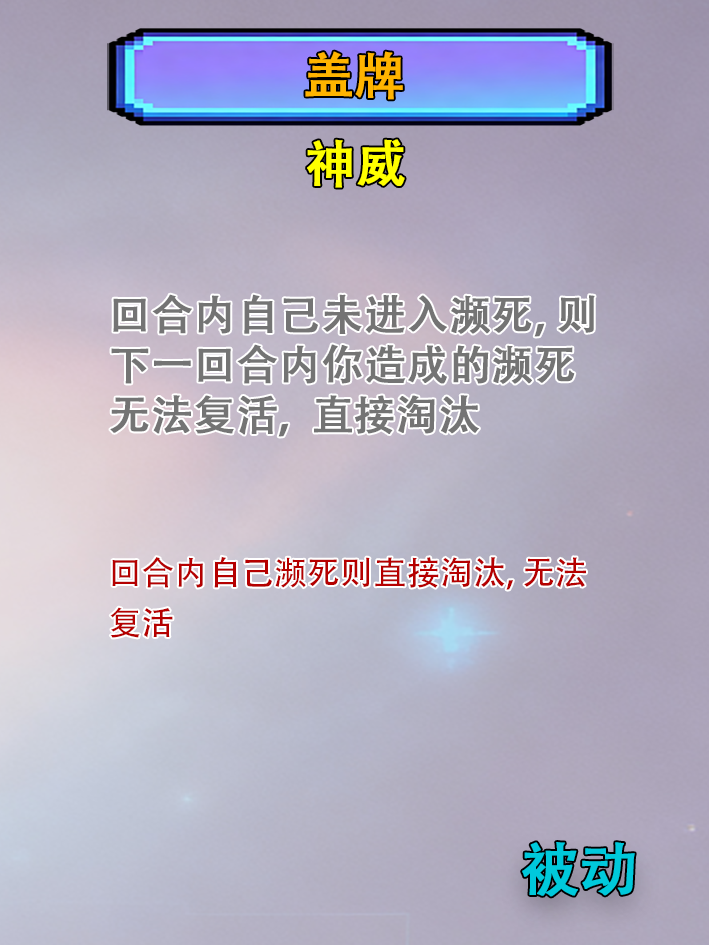 盖牌
神威
回合内自己未进入濒死,则
下一回合内你造成的濒死
无法复活,直接淘汰
回合内自己濒死则直接淘汰,无法
复活
被动